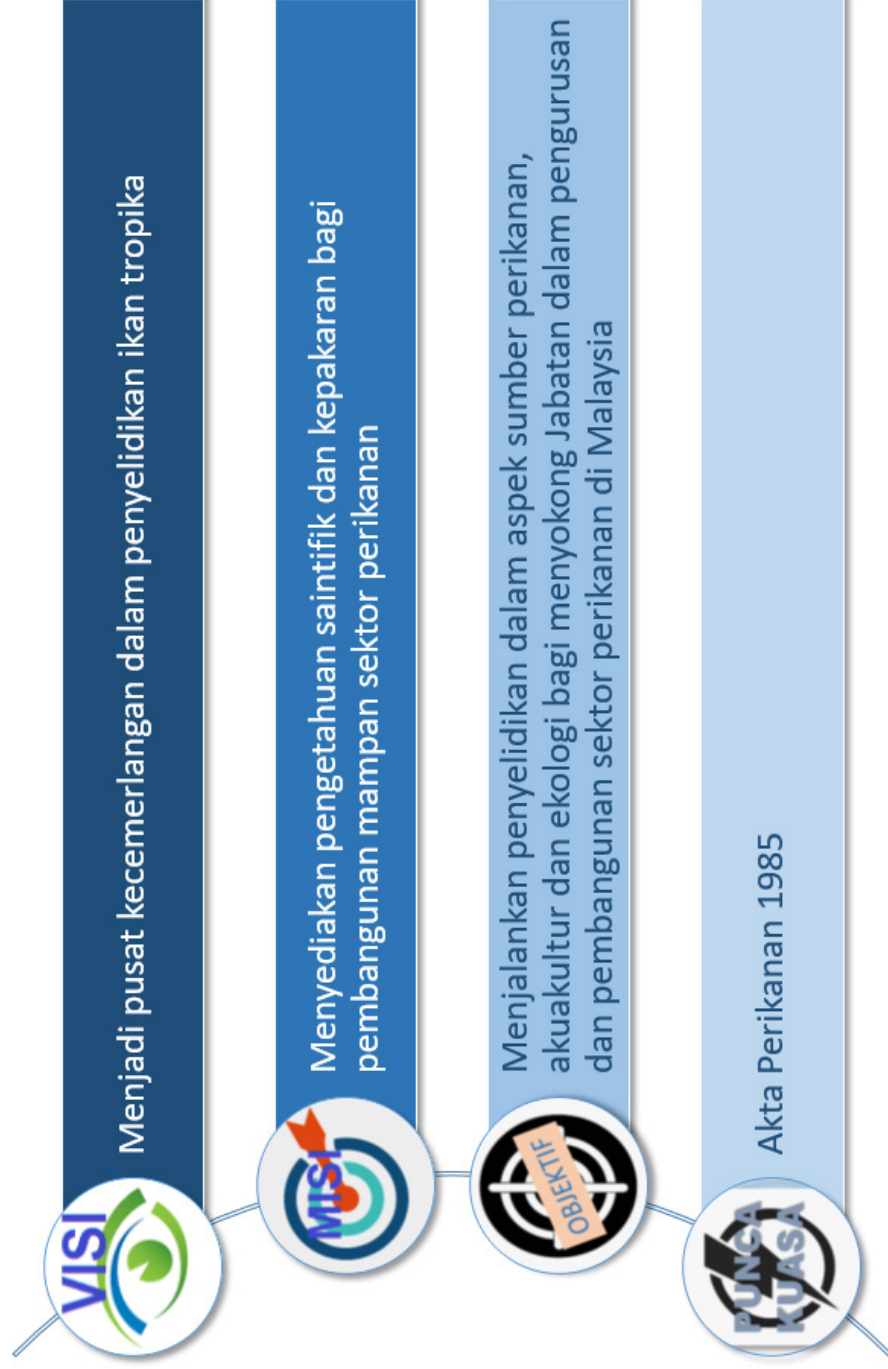 VISI
Menjadi pusat kecemerlangan dalam penyelidikan ikan tropika
MISI
Menyediakan pengetahuan saintifik dan kepakaran bagi
pembangunan mampan sektor perikanan
OBJEKTIF
Menjalankan penyelidikan dalam aspek sumber perikanan,
akuakultur dan ekologi bagi menyokong Jabatan dalam pengurusan
dan pembangunan sektor perikanan di Malaysia
PUNCA
KUASA
Akta Perikanan 1985